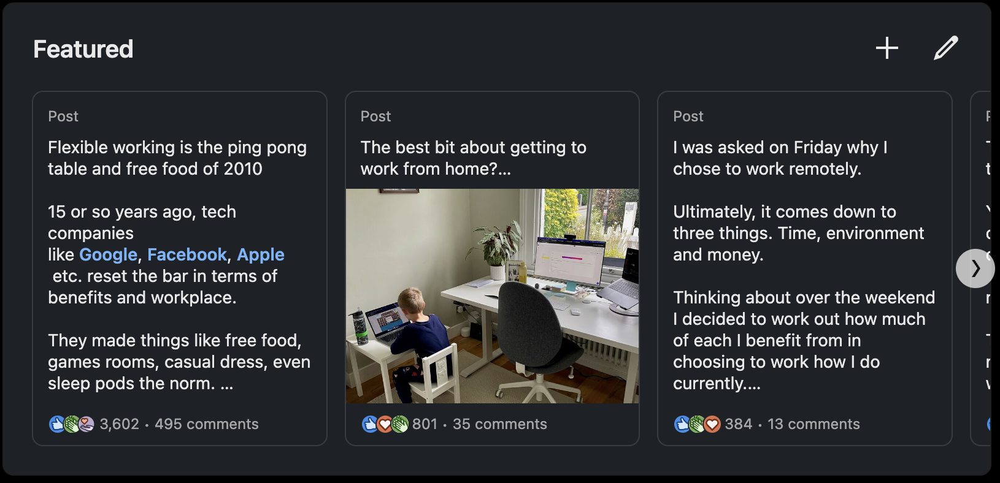 Featured
Post
Flexible working is the ping pong
table and free food of 2010
15 or so years ago, tech
companies
like Google, Facebook, Apple
etc. reset the bar in terms of
benefits and workplace.
They made things like free food,
games rooms, casual dress, even
sleep pods the norm. ...
3,602 · 495 comments
Post
The best bit about getting to
work from home?...
801 · 35 comments
Post
I was asked on Friday why I
chose to work remotely.
Ultimately, it comes down to
three things. Time, environment
and money.
Thinking about over the weekend
I decided to work out how much
of each I benefit from in
choosing to work how I do
currently....
384 · 13 comments